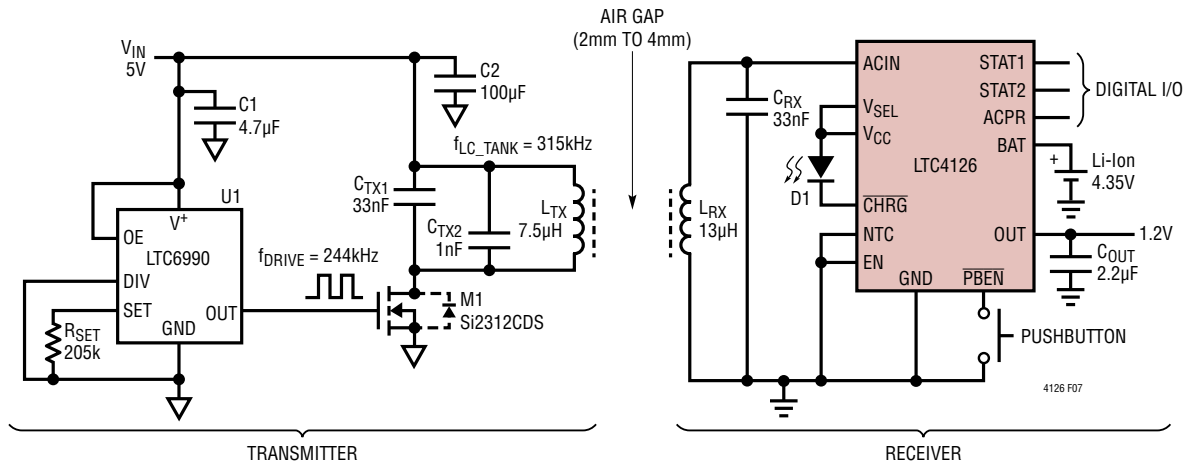 AIR GAP
(2mm TO 4mm)
VIN
5V
C1
4.7µF
C2
100µF
fLC_TANK = 315kHz
CTX1
33nF
CTX2
1nF
LTX
7.5µH
U1
V+
OE
LTC6990
DIV
SET
OUT
GND
RSET
205k
fDRIVE = 244kHz
M1
Si2312CDS
TRANSMITTER
LRX
13µH
CRX
33nF
D1
ACIN
VSEL
VCC
LTC4126
CHRG
NTC
EN
GND
PBEN
STAT1
STAT2
ACPR
BAT
OUT
DIGITAL I/O
+
Li-Ion
4.35V
1.2V
COUT
2.2µF
PUSHBUTTON
4126 F07
RECEIVER